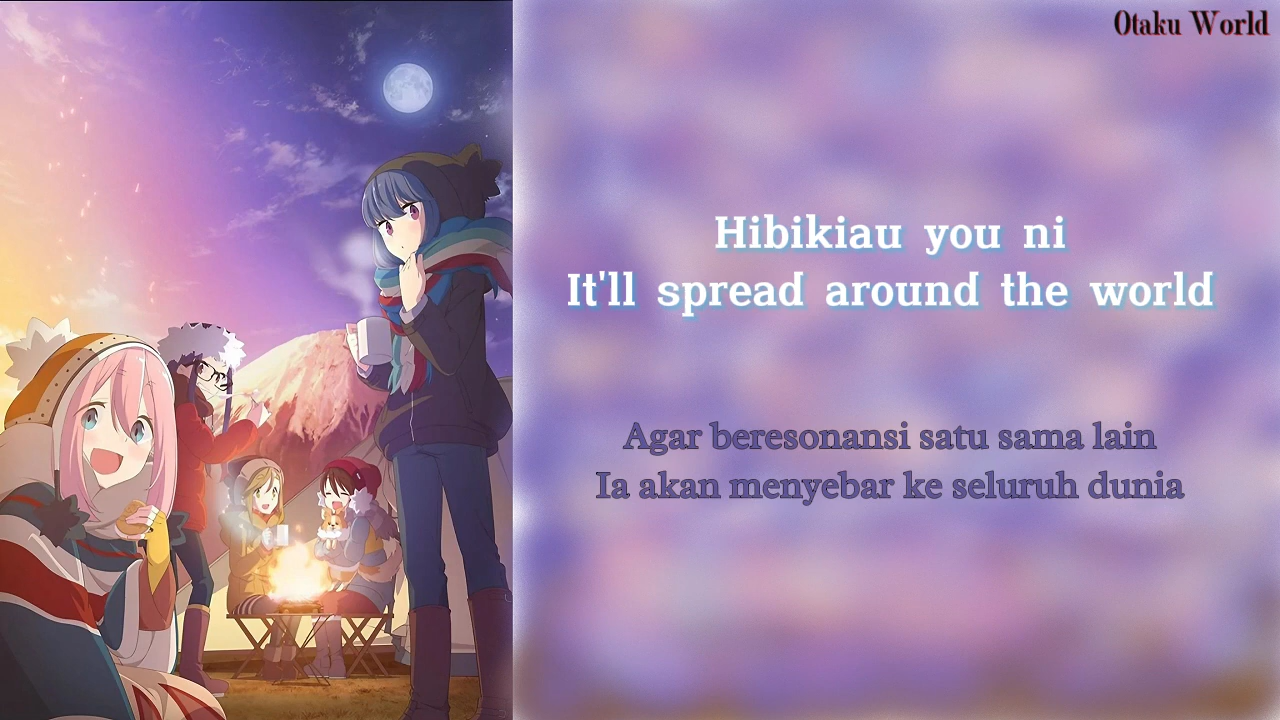 Otaku World
Hibikiau you ni
It'll spread around the world
Agar beresonansi satu sama lain
Ia akan menyebar ke seluruh dunia